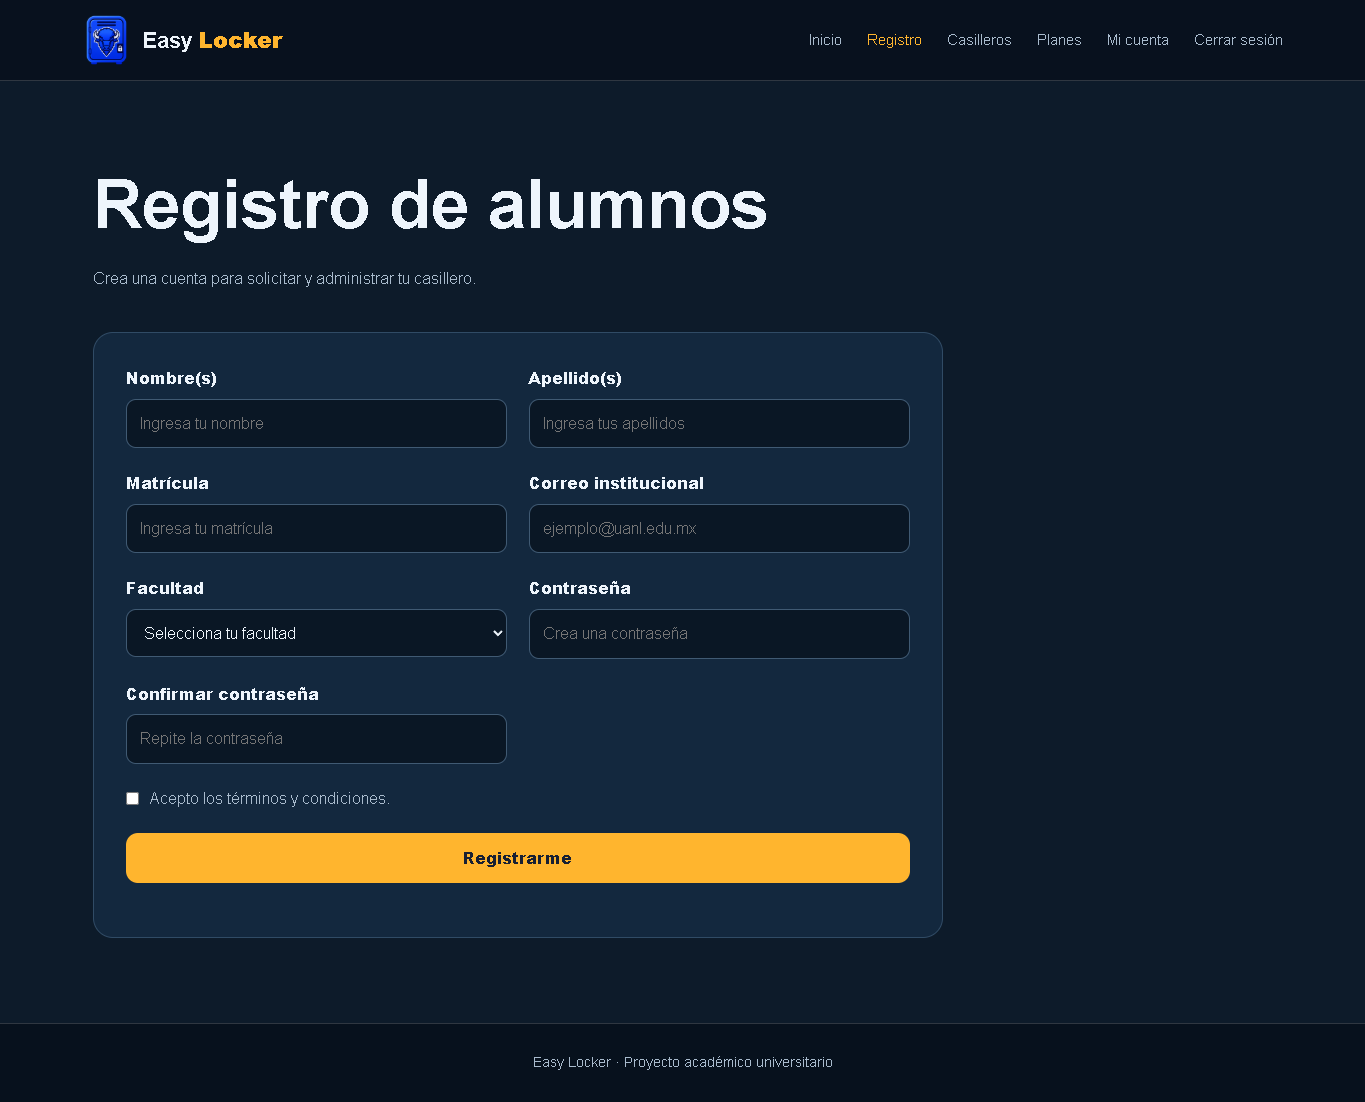 Easy Locker
Inicio Registro Casilleros Planes Mi cuenta Cerrar sesión
Registro de alumnos
Crea una cuenta para solicitar y administrar tu casillero.
Nombre(s) Apellido(s)
Ingresa tu nombre Ingresa tus apellidos
Matrícula Correo institucional
Ingresa tu matrícula ejemplo@uanl.edu.mx
Facultad Contraseña
Selecciona tu facultad Crea una contraseña
Confirmar contraseña
Repite la contraseña
Acepto los términos y condiciones.
Registrarme
Easy Locker · Proyecto académico universitario